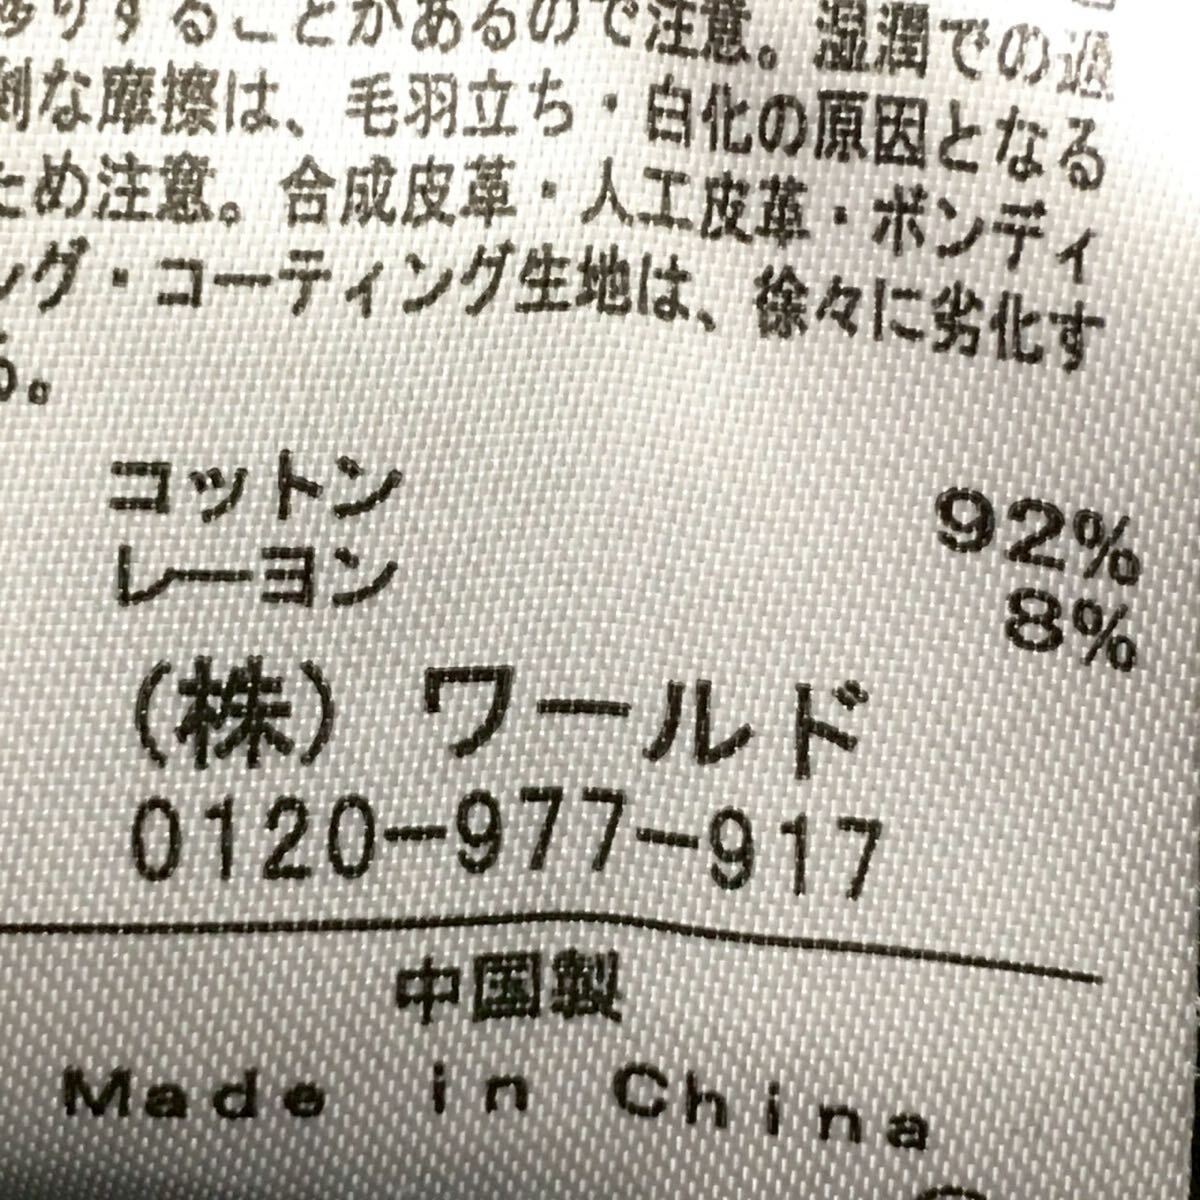 移りすることがあるので注意。湿潤での過
剰な摩擦は、毛羽立ち・白化の原因となる
ため注意。合成皮革・人工皮革・ボンディ
ング・コーティング生地は、徐々に劣化す
る。
コットン 92%
レーヨン 8%
(株) ワールド
0120-977-917
中国製
Made in China